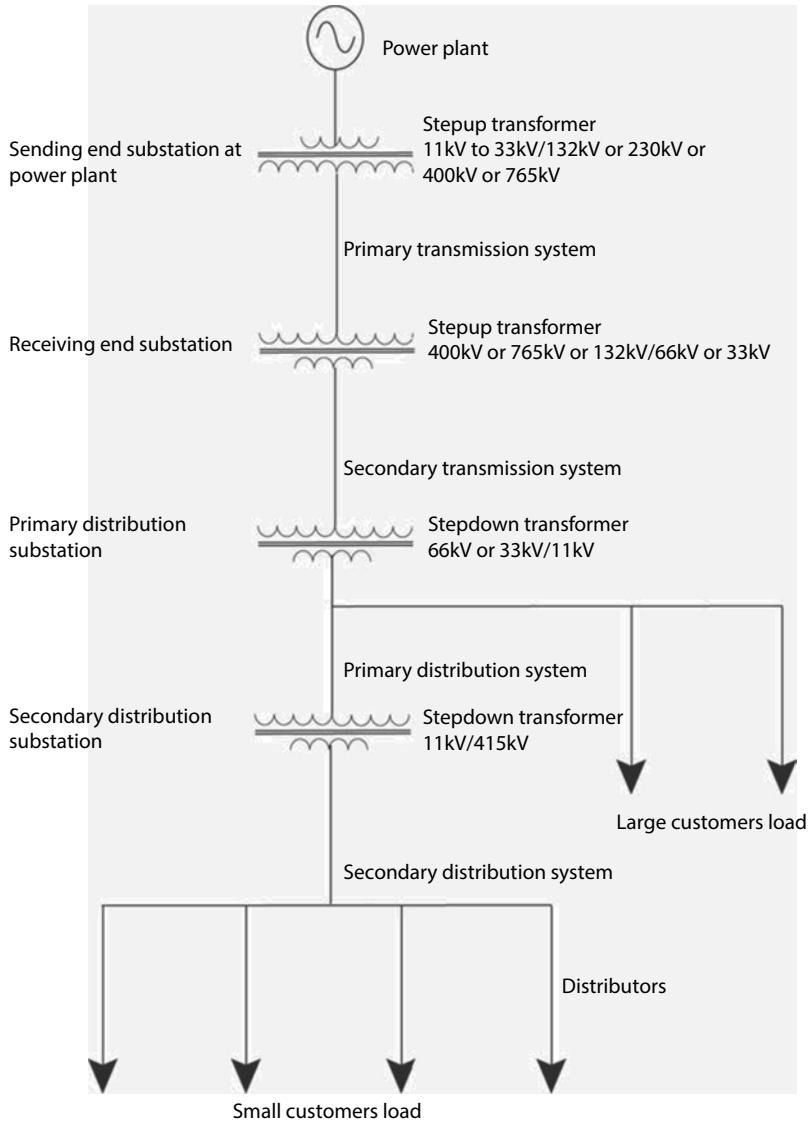 Power plant
Stepup transformer
11kV to 33kV/132kV or 230kV or
400kV or 765kV
Sending end substation at
power plant
Primary transmission system
Stepup transformer
400kV or 765kV or 132kV/66kV or 33kV
Receiving end substation
Secondary transmission system
Primary distribution
substation
Stepdown transformer
66kV or 33kV/11kV
Primary distribution system
Secondary distribution
substation
Stepdown transformer
11kV/415kV
Large customers load
Secondary distribution system
Distributors
Small customers load